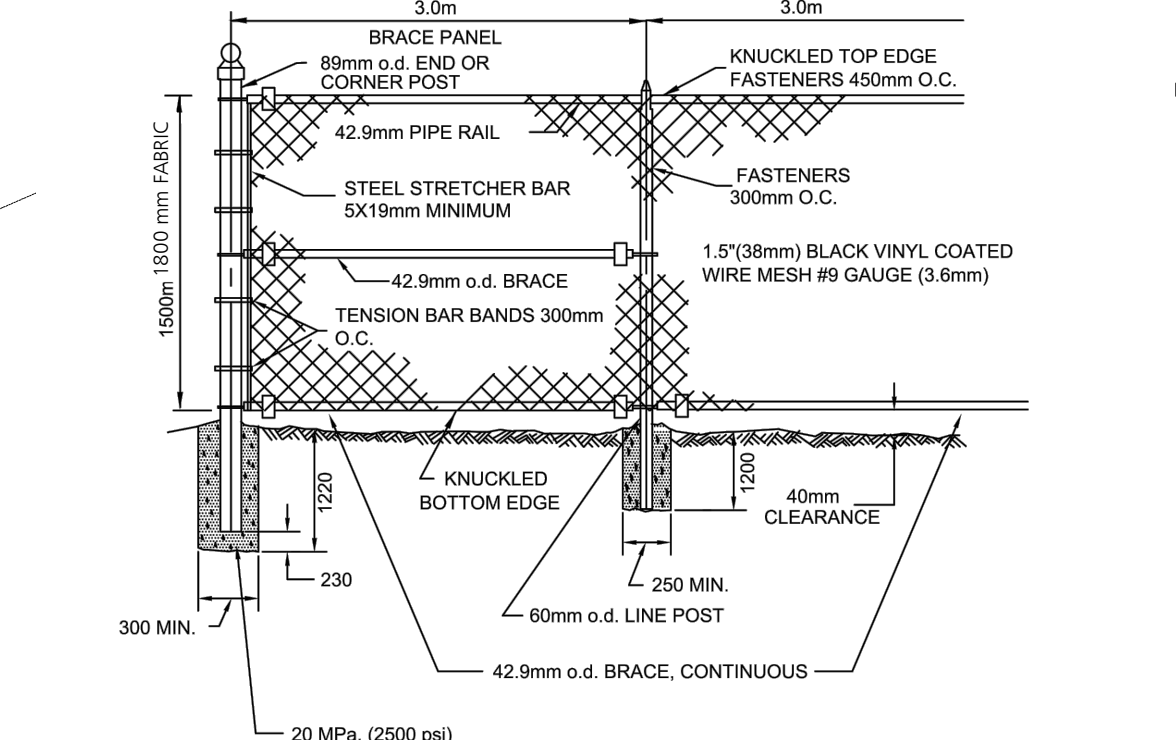 3.0m
3.0m
BRACE PANEL
89mm o.d. END OR
CORNER POST
KNUCKLED TOP EDGE
FASTENERS 450mm O.C.
42.9mm PIPE RAIL
1500m 1800 mm FABRIC
STEEL STRETCHER BAR
5X19mm MINIMUM
FASTENERS
300mm O.C.
1.5"(38mm) BLACK VINYL COATED
WIRE MESH #9 GAUGE (3.6mm)
42.9mm o.d. BRACE
TENSION BAR BANDS 300mm
O.C.
KNUCKLED
BOTTOM EDGE
1220
1200
40mm
CLEARANCE
230
250 MIN.
300 MIN.
60mm o.d. LINE POST
42.9mm o.d. BRACE, CONTINUOUS
20 MPa. (2500 psi)